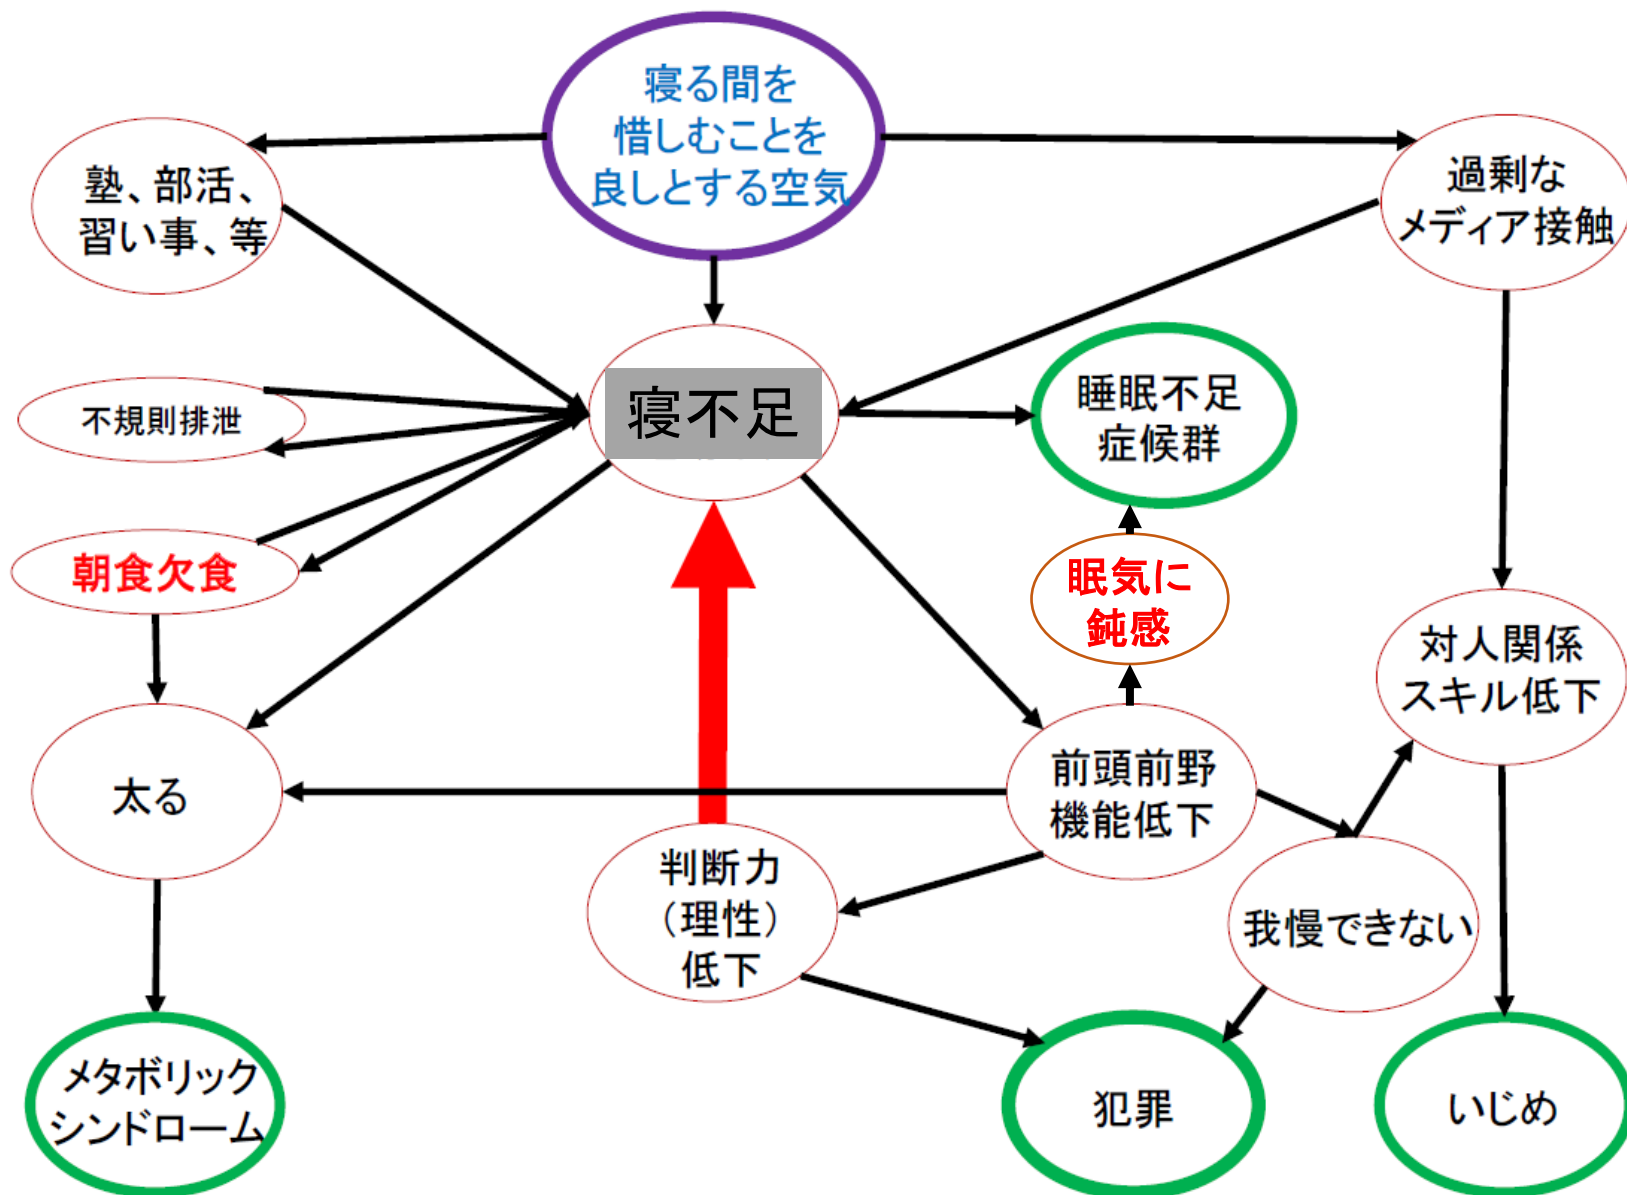 寝る間を
惜しむことを
良しとする空気
塾、部活、
習い事、等
過剰な
メディア接触
不規則排泄
寝不足
睡眠不足
症候群
朝食欠食
眠気に
鈍感
対人関係
スキル低下
太る
前頭前野
機能低下
判断力
（理性）
低下
我慢できない
メタボリック
シンドローム
犯罪
いじめ